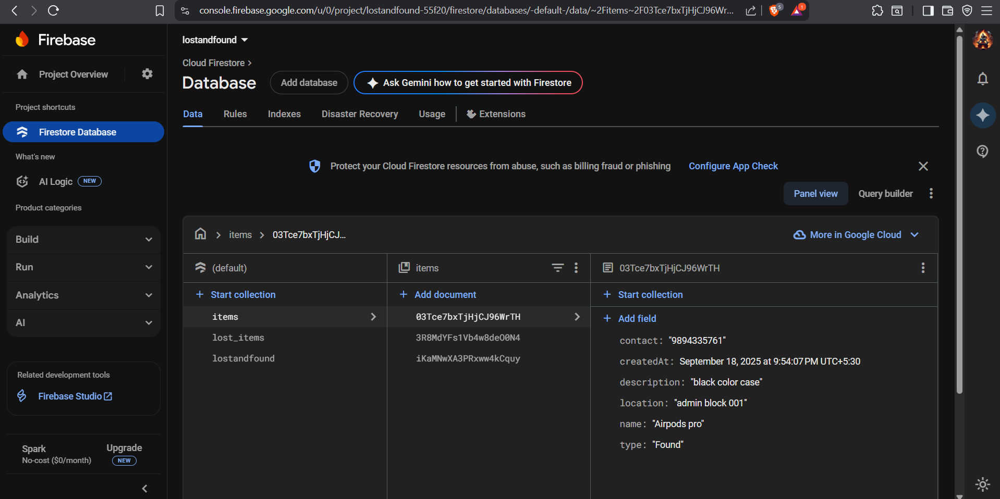 console.firebase.google.com/u/0/project/lostandfound-55f20/firestore/databases/-default-/data/~2Fitems~2F03Tce7bxTjHjCJ96Wr...
5
1
Firebase
Project Overview
Project shortcuts
Firestore Database
What's new
AI Logic NEW
Product categories
Build
Run
Analytics
AI
Related development tools
Firebase Studio
Spark
No-cost ($0/month)
Upgrade
NEW
lostandfound
Cloud Firestore
Database
Add database
Ask Gemini how to get started with Firestore
Data Rules Indexes Disaster Recovery Usage Extensions
Protect your Cloud Firestore resources from abuse, such as billing fraud or phishing Configure App Check
Panel view Query builder
items 03Tce7bxTjHjCJ...
More in Google Cloud
(default)
Start collection
items
lost_items
lostandfound
items
Add document
03Tce7bxTjHjCJ96WrTH
3R8MdYFs1Vb4w8deO0N4
iKaMNwXA3PRxww4kCquy
03Tce7bxTjHjCJ96WrTH
Start collection
Add field
contact: "9894335761"
createdAt: September 18, 2025 at 9:54:07 PM UTC+5:30
description: "black color case"
location: "admin block 001"
name: "Airpods pro"
type: "Found"